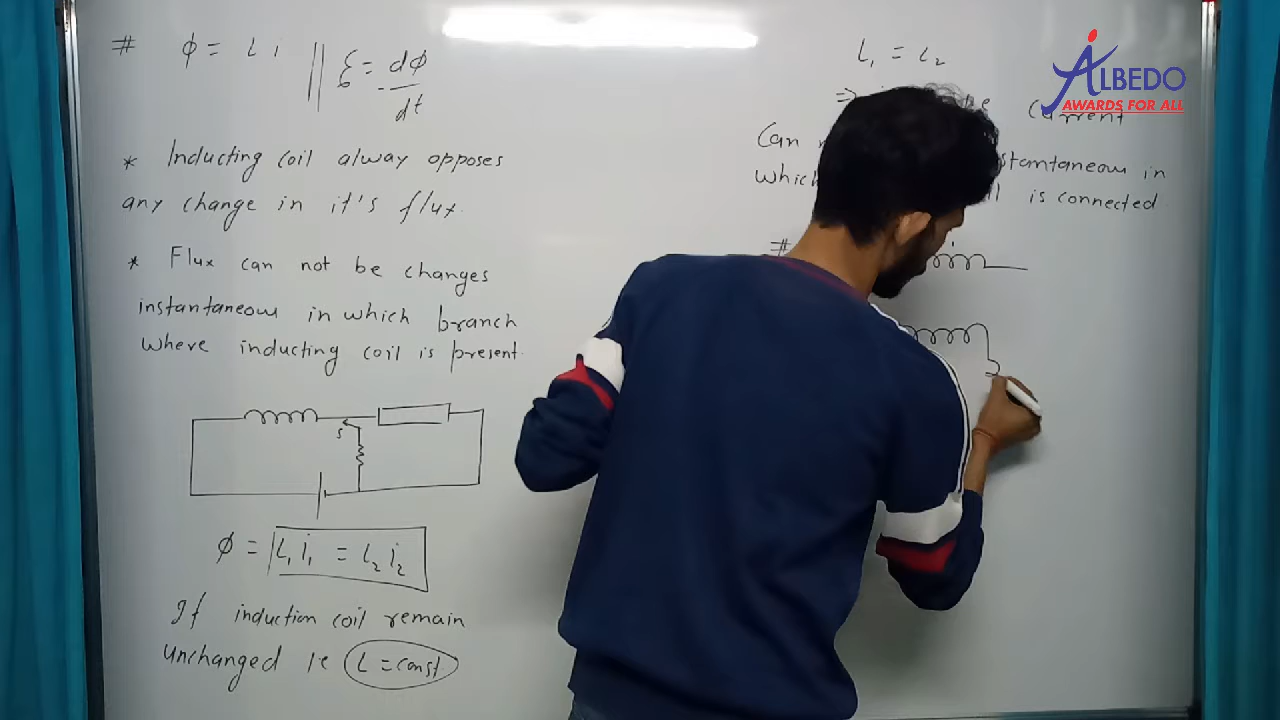 # ϕ = L i || ξ = -dϕ/dt
* Inducting coil alway opposes
any change in it's flux.
* Flux can not be changes
instantaneous in which branch
where inducting coil is present.
S
ϕ = L₁ i₁ = L₂ i₂
If induction coil remain
unchanged ie L = const
L₁ = L₂
⇒ current
Can
which
in
is connected
#
ALBEDO
AWARDS FOR ALL